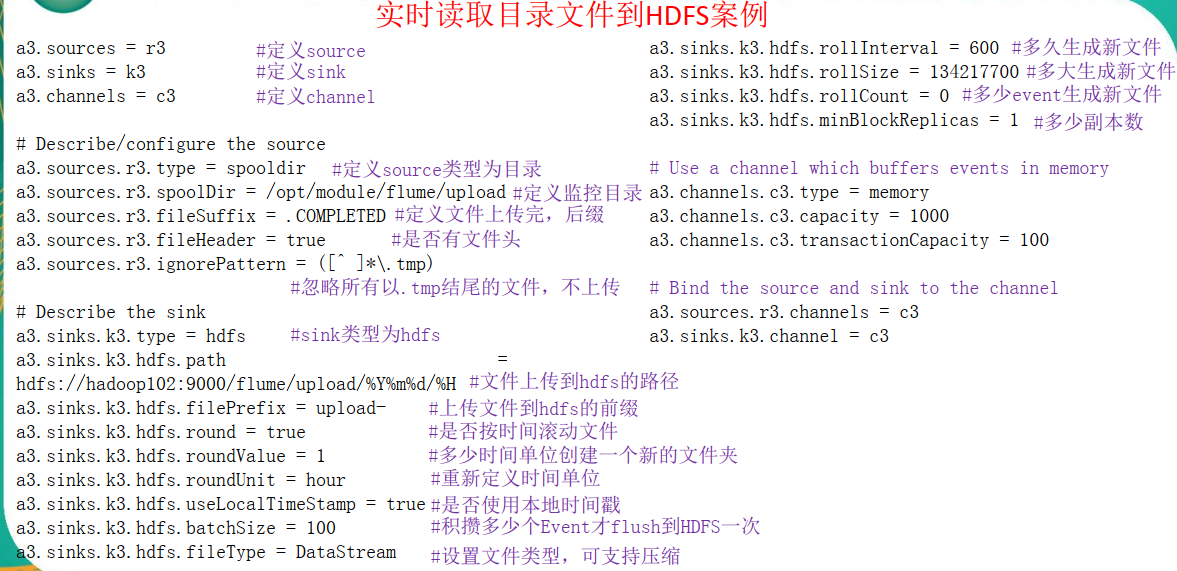 实时读取目录文件到HDFS案例
a3.sources = r3 #定义source
a3.sinks = k3 #定义sink
a3.channels = c3 #定义channel
# Describe/configure the source
a3.sources.r3.type = spooldir #定义source类型为目录
a3.sources.r3.spoolDir = /opt/module/flume/upload #定义监控目录
a3.sources.r3.fileSuffix = .COMPLETED #定义文件上传完，后缀
a3.sources.r3.fileHeader = true #是否有文件头
a3.sources.r3.ignorePattern = ([^ ]*\.tmp)
#忽略所有以.tmp结尾的文件，不上传
# Describe the sink
a3.sinks.k3.type = hdfs #sink类型为hdfs
a3.sinks.k3.hdfs.path =
hdfs://hadoop102:9000/flume/upload/%Y%m%d/%H #文件上传到hdfs的路径
a3.sinks.k3.hdfs.filePrefix = upload- #上传文件到hdfs的前缀
a3.sinks.k3.hdfs.round = true #是否按时间滚动文件
a3.sinks.k3.hdfs.roundValue = 1 #多少时间单位创建一个新的文件夹
a3.sinks.k3.hdfs.roundUnit = hour #重新定义时间单位
a3.sinks.k3.hdfs.useLocalTimeStamp = true #是否使用本地时间戳
a3.sinks.k3.hdfs.batchSize = 100 #积攒多少个Event才flush到HDFS一次
a3.sinks.k3.hdfs.fileType = DataStream #设置文件类型，可支持压缩
a3.sinks.k3.hdfs.rollInterval = 600 #多久生成新文件
a3.sinks.k3.hdfs.rollSize = 134217700 #多大生成新文件
a3.sinks.k3.hdfs.rollCount = 0 #多少event生成新文件
a3.sinks.k3.hdfs.minBlockReplicas = 1 #多少副本数
# Use a channel which buffers events in memory
a3.channels.c3.type = memory
a3.channels.c3.capacity = 1000
a3.channels.c3.transactionCapacity = 100
# Bind the source and sink to the channel
a3.sources.r3.channels = c3
a3.sinks.k3.channel = c3